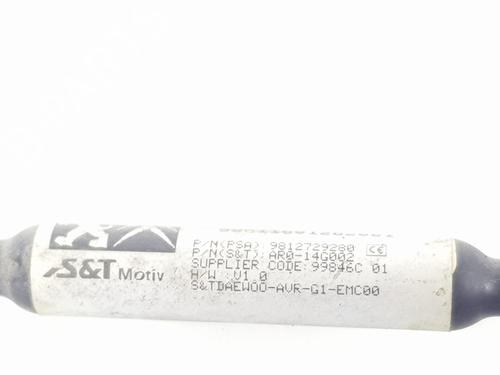 P/N(PSA) 9812729280
P/N(S&T): AR0-14G002
SUPPLIER CODE: 99846C 01
H/W :V1.0
S&TDAEWOO-AVR-G1-EMC00
CE
S&T Motiv